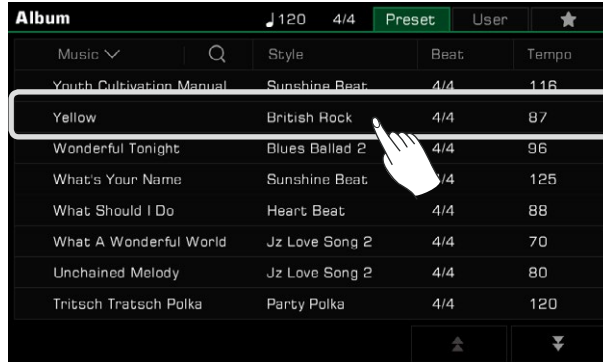 Album ♩120 4/4 Preset User ★
Music Style Beat Tempo
Youth Cultivation Manual Sunshine Beat 4/4 116
Yellow British Rock 4/4 87
Wonderful Tonight Blues Ballad 2 4/4 96
What's Your Name Sunshine Beat 4/4 125
What Should I Do Heart Beat 4/4 88
What A Wonderful World Jz Love Song 2 4/4 70
Unchained Melody Jz Love Song 2 4/4 80
Tritsch Tratsch Polka Party Polka 4/4 120